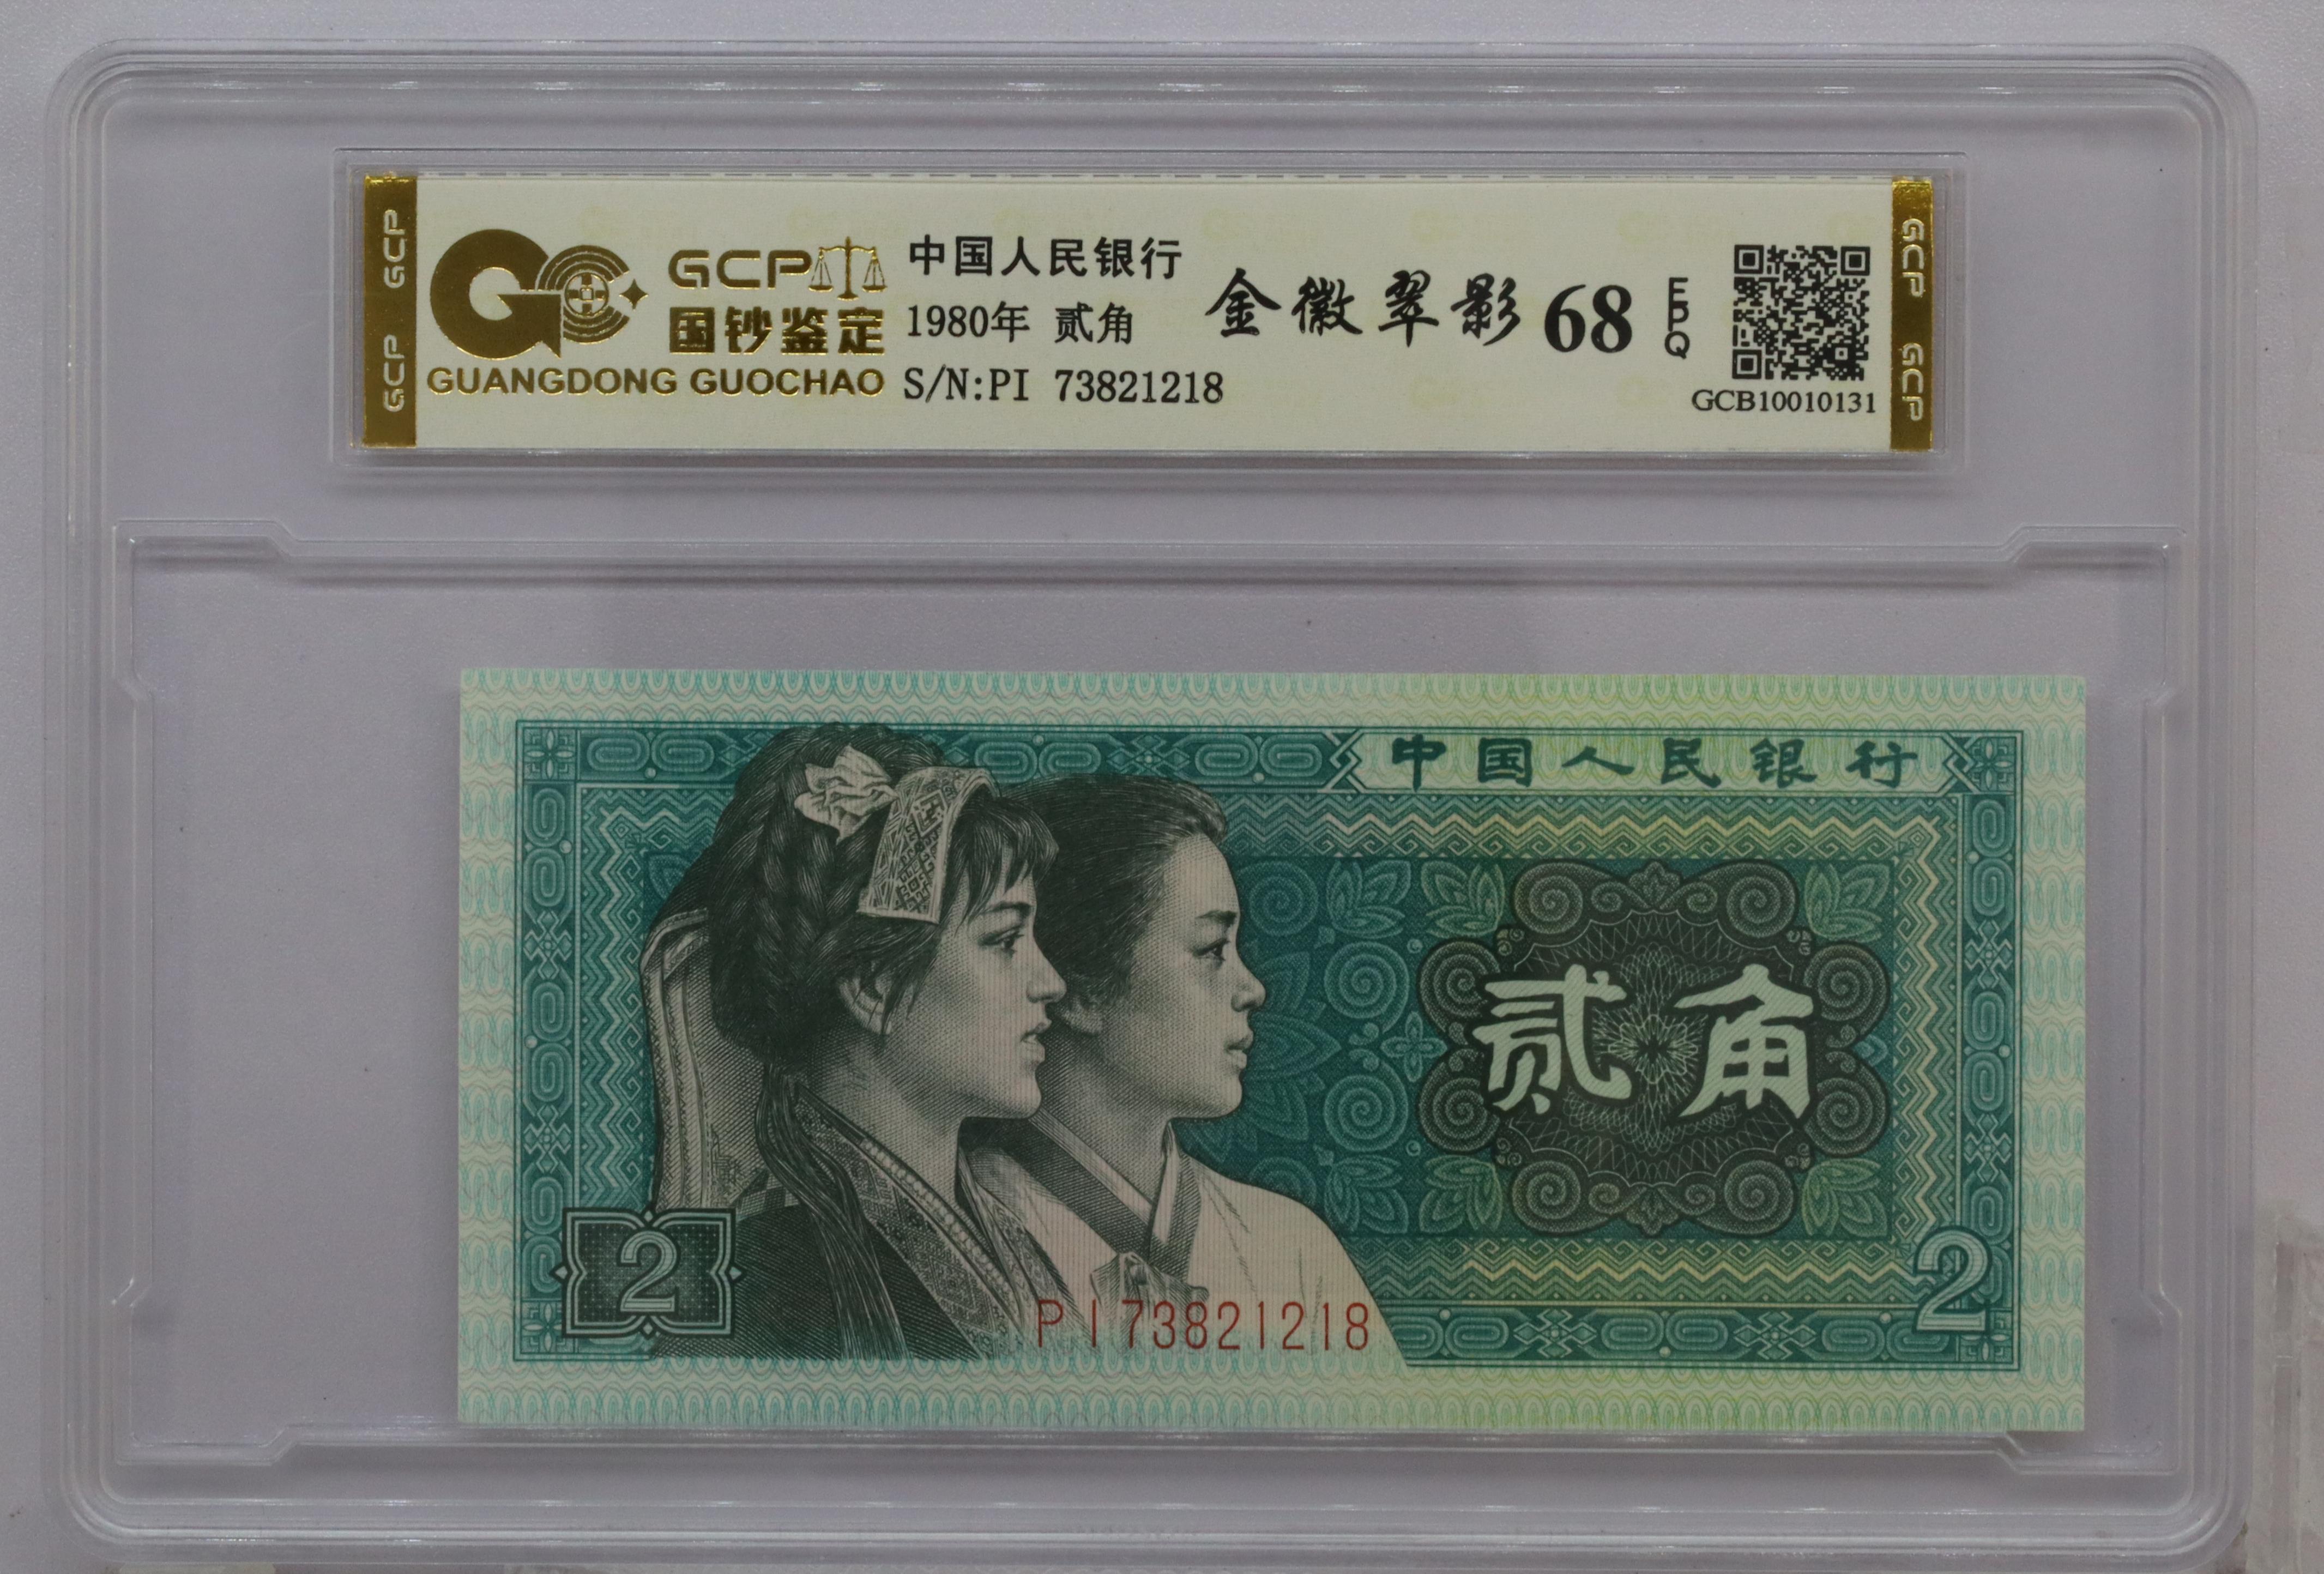 GCP GCP
GCP
国钞鉴定
GUANGDONG GUOCHAO
中国人民银行
1980年 贰角
S/N:PI 73821218
金徽翠影 68 EPQ
GCB10010131
GCP GCP
中国人民银行
贰角
2
2
PI73821218